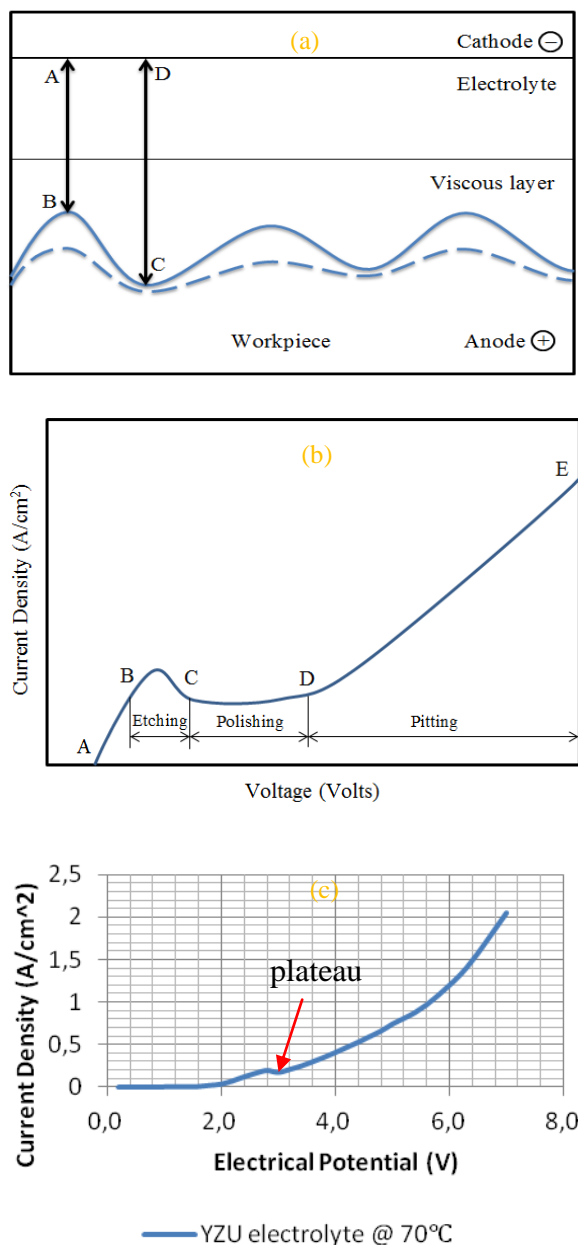 (a)
Cathode ⊖
A
D
Electrolyte
Viscous layer
B
C
Workpiece
Anode ⊕
(b)
E
Current Density (A/cm²)
B
C
D
A
Etching
Polishing
Pitting
Voltage (Volts)
(c)
Current Density (A/cm^2)
2,5
2
1,5
1
0,5
0
plateau
0,0
2,0
4,0
6,0
8,0
Electrical Potential (V)
YZU electrolyte @ 70℃